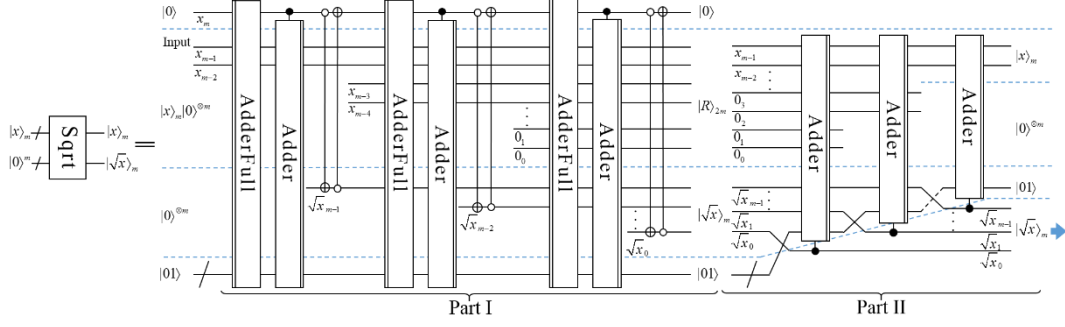 |x⟩ₘ
|0⟩ᵐ
Sqrt
|x⟩ₘ
|√x⟩ₘ
=
|0⟩
xₘ
Input
xₘ₋₁
xₘ₋₂
|x⟩ₘ|0⟩⊗ᵐ
|0⟩⊗ᵐ
|01⟩
AdderFull
Adder
√xₘ₋₁
xₘ₋₃
xₘ₋₄
AdderFull
Adder
√xₘ₋₂
⋮
0₁
0₀
AdderFull
Adder
⋮
√x₀
|0⟩
|R⟩₂ₘ
|√x⟩ₘ
|01⟩
Part I
xₘ₋₁
xₘ₋₂
⋮
0₃
0₂
0₁
0₀
√xₘ₋₁
⋮
√x₁
√x₀
Adder
Adder
Adder
⋮
|x⟩ₘ
|0⟩⊗ᵐ
|01⟩
√xₘ₋₁
⋮
√x₁
√x₀
|√x⟩ₘ
Part II